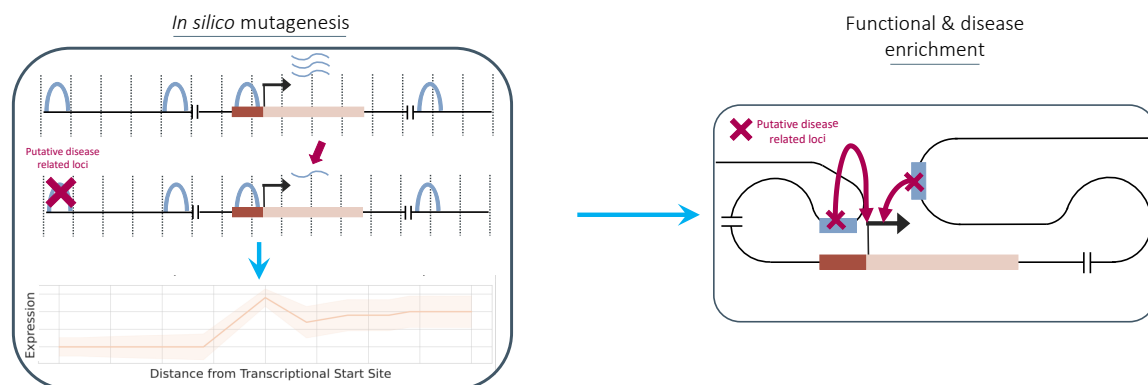 In silico mutagenesis
Putative disease
related loci
Expression
Distance from Transcriptional Start Site
Functional & disease
enrichment
Putative disease
related loci